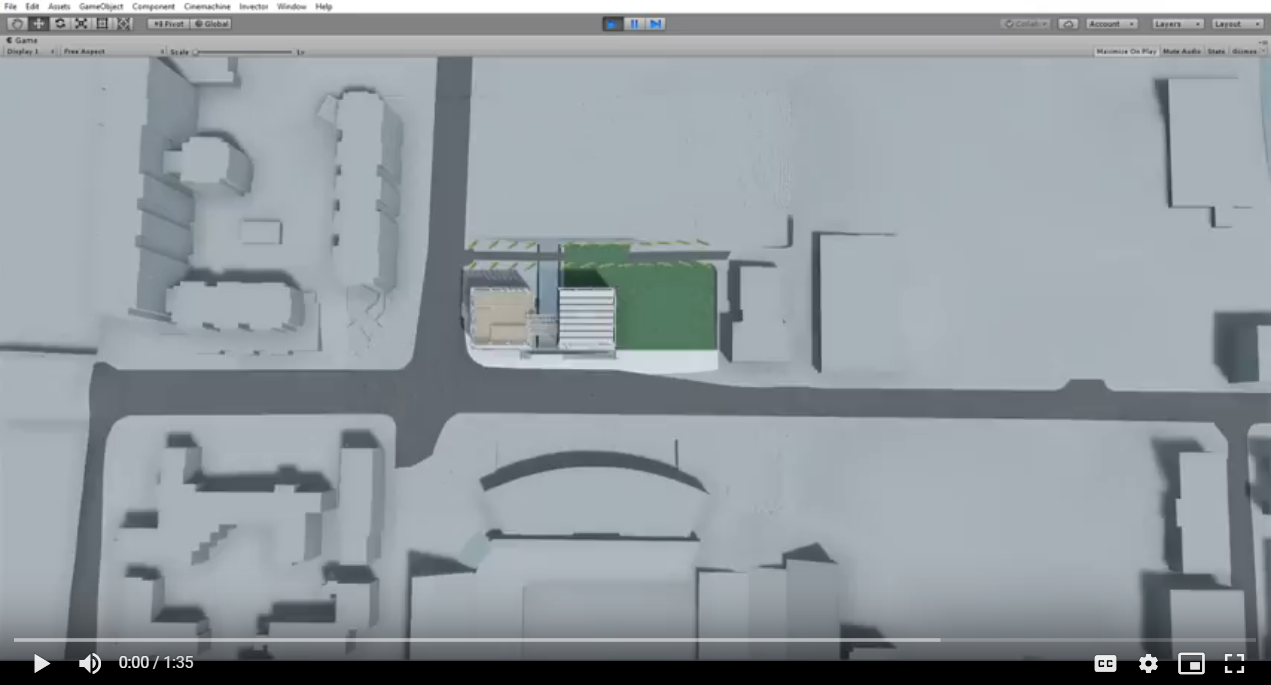 File Edit Assets GameObject Component Cinemachine Invector Window Help
Pivot Global Collab Account Layers Layout
Game
Display 1 Free Aspect Scale 1x Maximize On Play Mute Audio Stats Gizmos
0:00 / 1:35 CC